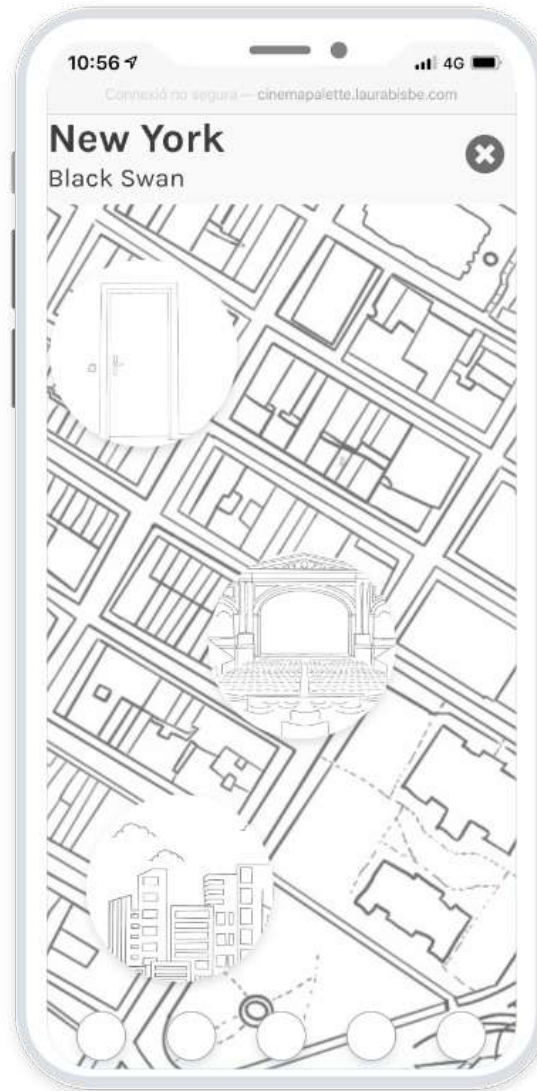 10:56 4G
Connexió no segura — cinemapalette.laurabisbe.com
New York
Black Swan